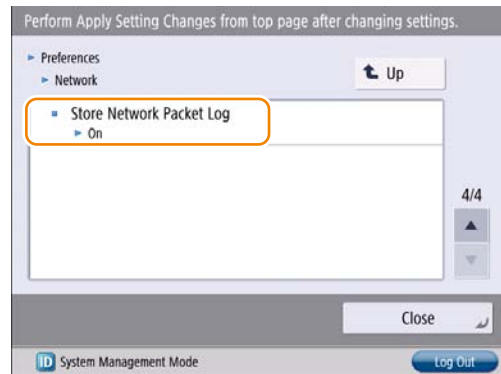 Perform Apply Setting Changes from top page after changing settings.
Preferences
Network
Up
Store Network Packet Log
On
4/4
Close
ID System Management Mode
Log Out